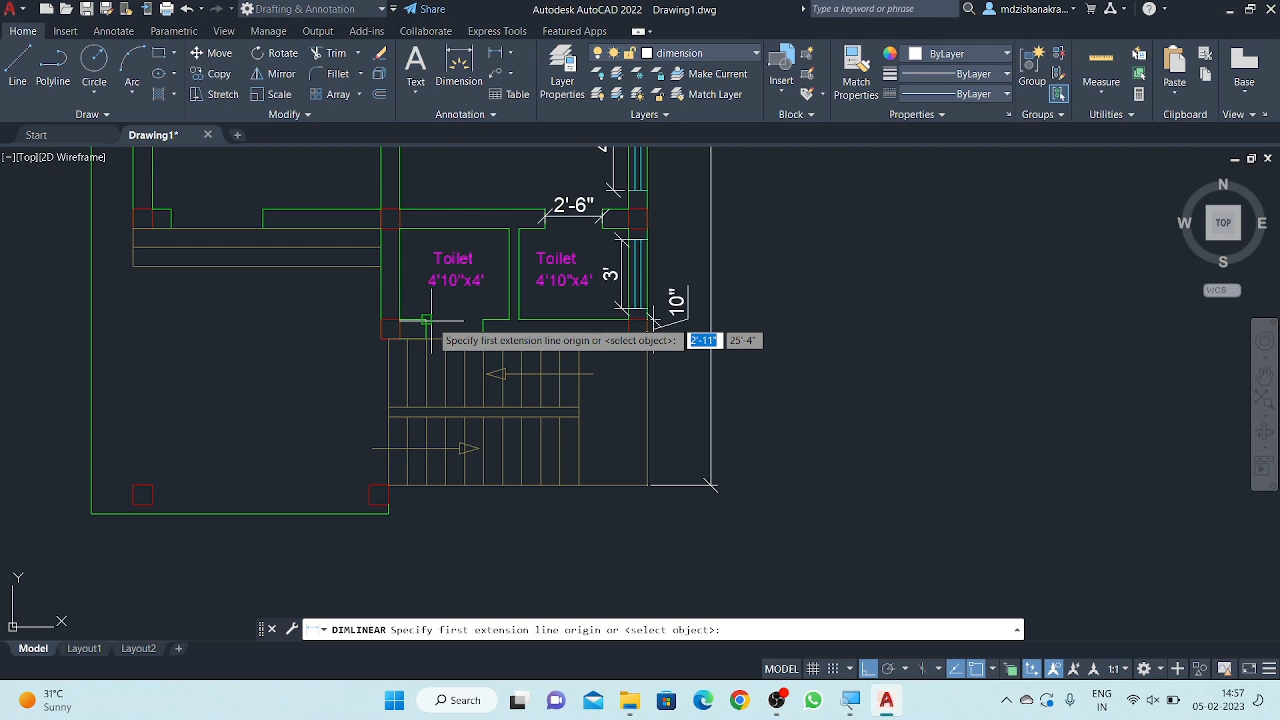 Drafting & Annotation Share Autodesk AutoCAD 2022 Drawing1.dwg Type a keyword or phrase mdzishanakra...
Home Insert Annotate Parametric View Manage Output Add-ins Collaborate Express Tools Featured Apps
Line Polyline Circle Arc Text Dimension Layer Properties Insert Match Properties Group Measure Paste Base
Move Rotate Trim dimension ByLayer
Copy Mirror Fillet Make Current ByLayer
Stretch Scale Array Table Match Layer ByLayer
Draw Modify Annotation Layers Block Properties Groups Utilities Clipboard View
Start Drawing1*
[−][Top][2D Wireframe]
N
W TOP E
S
WCS
2'-6"
Toilet Toilet
4'10"x4' 4'10"x4'
3'
10"
Specify first extension line origin or <select object>: 2'-11" 25'-4"
Y
X
DIMLINEAR Specify first extension line origin or <select object>:
Model Layout1 Layout2 +
MODEL 1:1
31°C
Sunny
Search
ENG
IN
14:57
05-02-2023